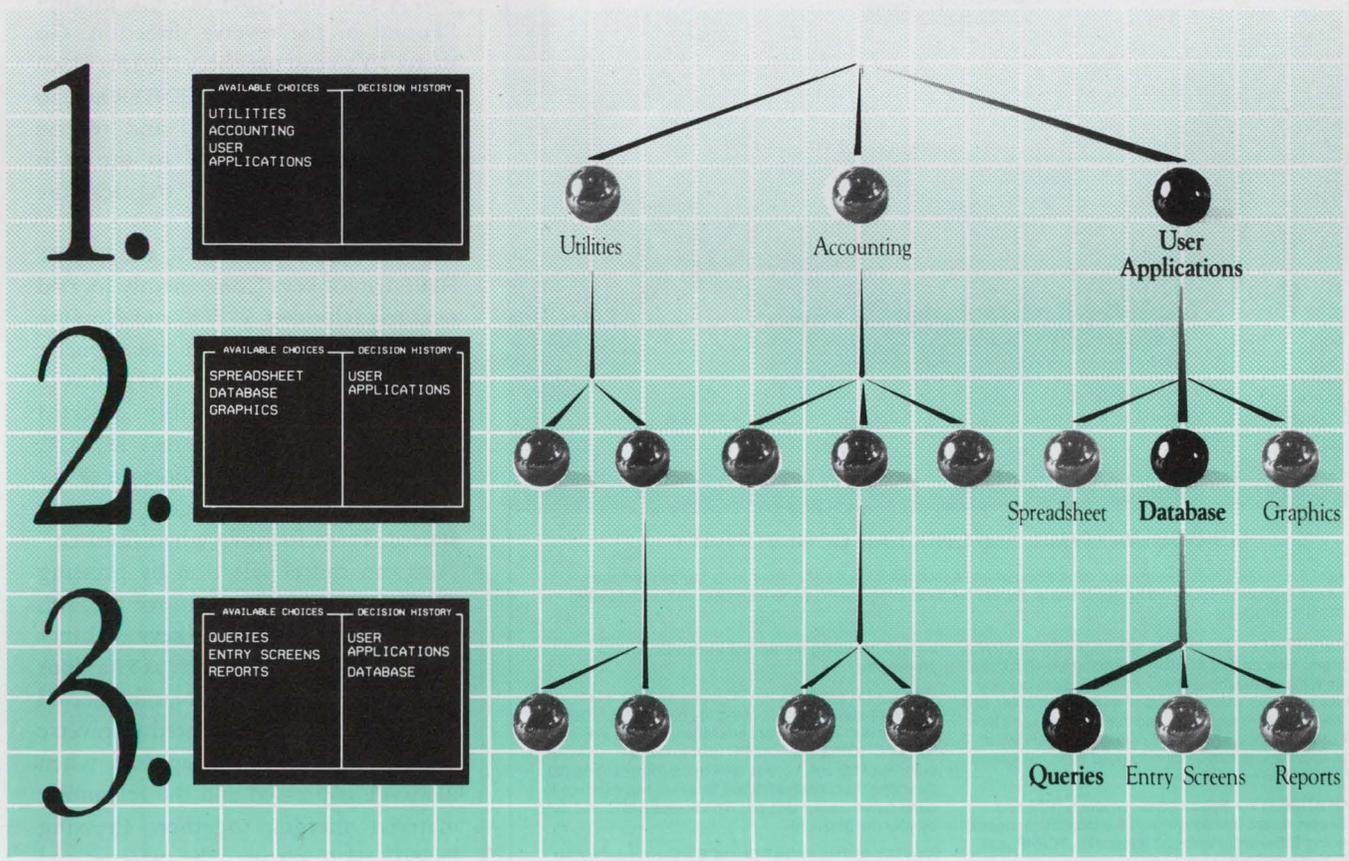 1.
AVAILABLE CHOICES DECISION HISTORY
UTILITIES
ACCOUNTING
USER
APPLICATIONS
Utilities
Accounting
User
Applications
2.
AVAILABLE CHOICES DECISION HISTORY
SPREADSHEET
DATABASE
GRAPHICS
USER
APPLICATIONS
Spreadsheet
Database
Graphics
3.
AVAILABLE CHOICES DECISION HISTORY
QUERIES
ENTRY SCREENS
REPORTS
USER
APPLICATIONS
DATABASE
Queries
Entry Screens
Reports